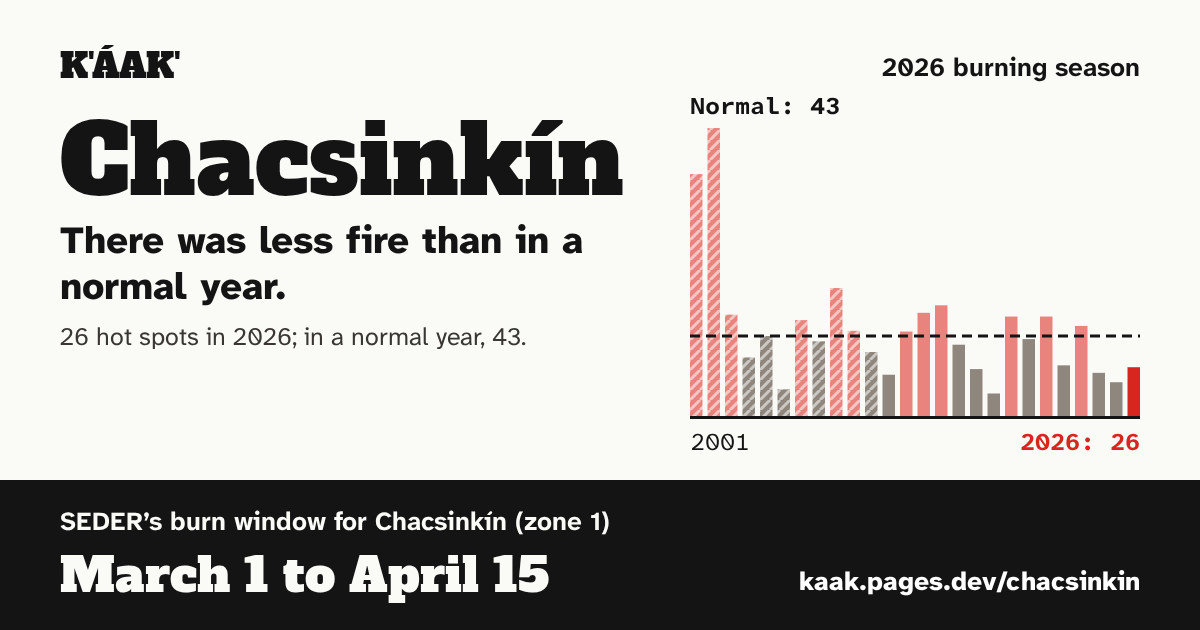 K'ÁAK'
2026 burning season
Chacsinkín
There was less fire than in a
normal year.
26 hot spots in 2026; in a normal year, 43.
Normal: 43
2001
2026: 26
SEDER’s burn window for Chacsinkín (zone 1)
March 1 to April 15
kaak.pages.dev/chacsinkin